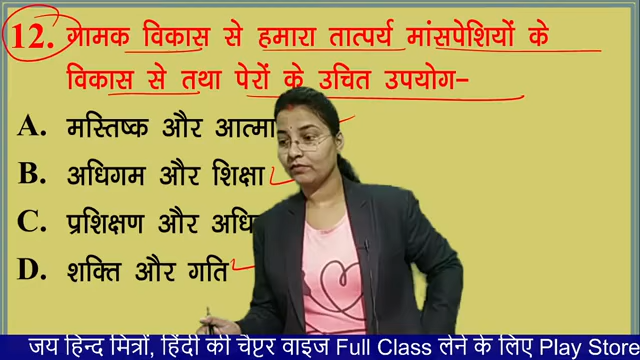 12. गामक विकास से हमारा तात्पर्य मांसपेशियों के
विकास से तथा पेरों के उचित उपयोग-
A. मस्तिष्क और आत्मा
B. अधिगम और शिक्षा
C. प्रशिक्षण और
D. शक्ति और गति
जय हिन्द मित्रों, हिंदी की चैप्टर वाइज Full Class लेने के लिए Play Store